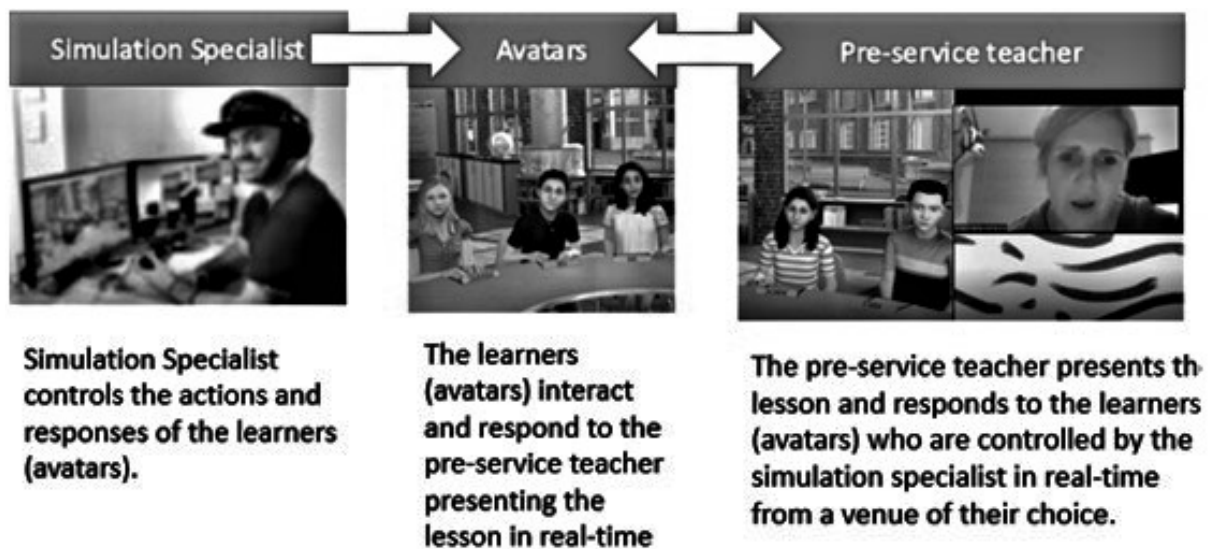 Simulation Specialist
Avatars
Pre-service teacher
Simulation Specialist
controls the actions and
responses of the learners
(avatars).
The learners
(avatars) interact
and respond to the
pre-service teacher
presenting the
lesson in real-time
The pre-service teacher presents th
lesson and responds to the learners
(avatars) who are controlled by the
simulation specialist in real-time
from a venue of their choice.